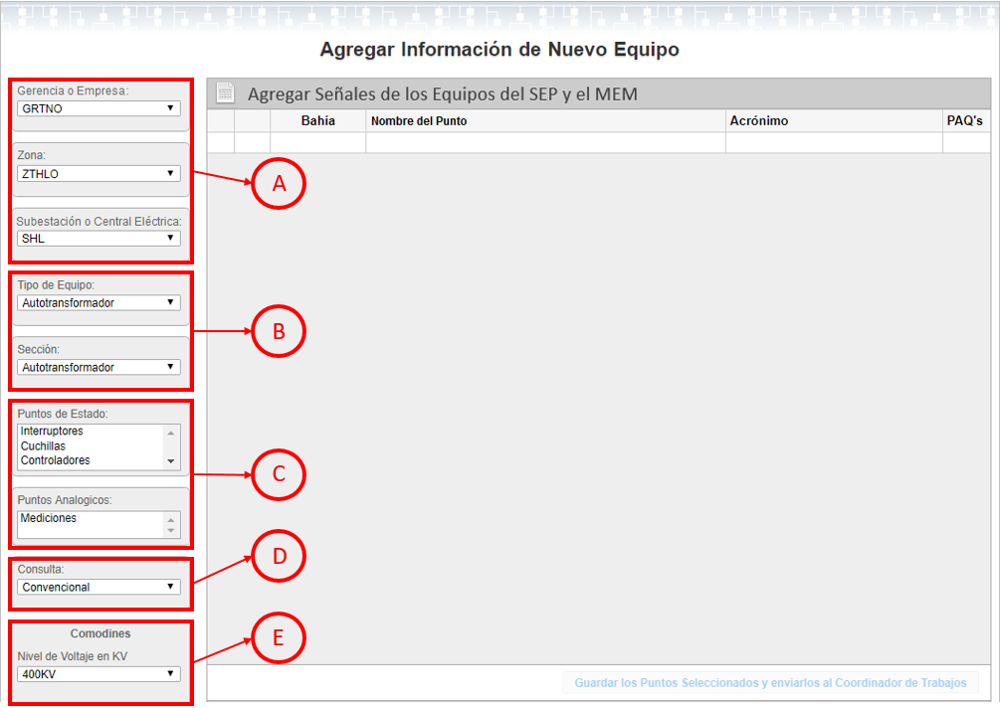 Agregar Información de Nuevo Equipo
Gerencia o Empresa:
GRTNO
Zona:
ZTHLO
Subestación o Central Eléctrica:
SHL
Tipo de Equipo:
Autotransformador
Sección:
Autotransformador
Puntos de Estado:
Interruptores
Cuchillas
Controladores
Puntos Analogicos:
Mediciones
Consulta:
Convencional
Comodines
Nivel de Voltaje en KV
400KV
A
B
C
D
E
Agregar Señales de los Equipos del SEP y el MEM
Bahía Nombre del Punto Acrónimo PAQ's
Guardar los Puntos Seleccionados y enviarlos al Coordinador de Trabajos